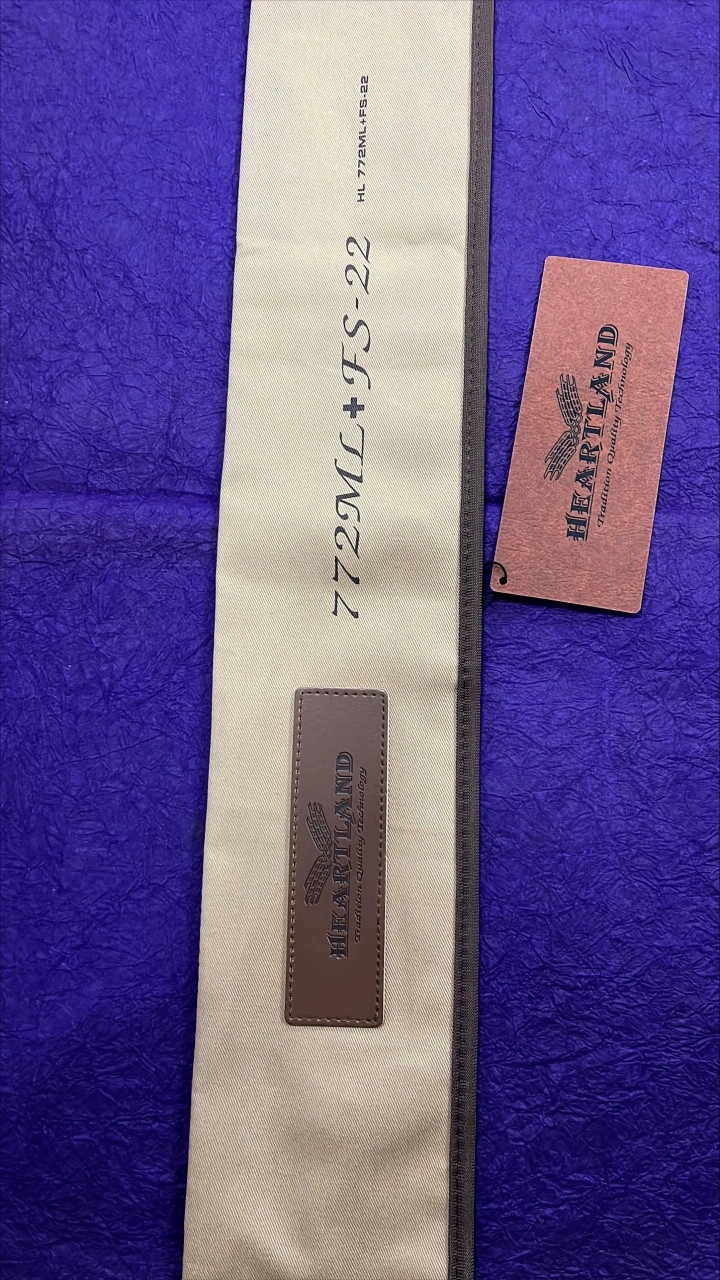 772ML+FS-22
HL 772ML+FS-22
HEARTLAND
Tradition Quality Technology
HEARTLAND
Tradition Quality Technology